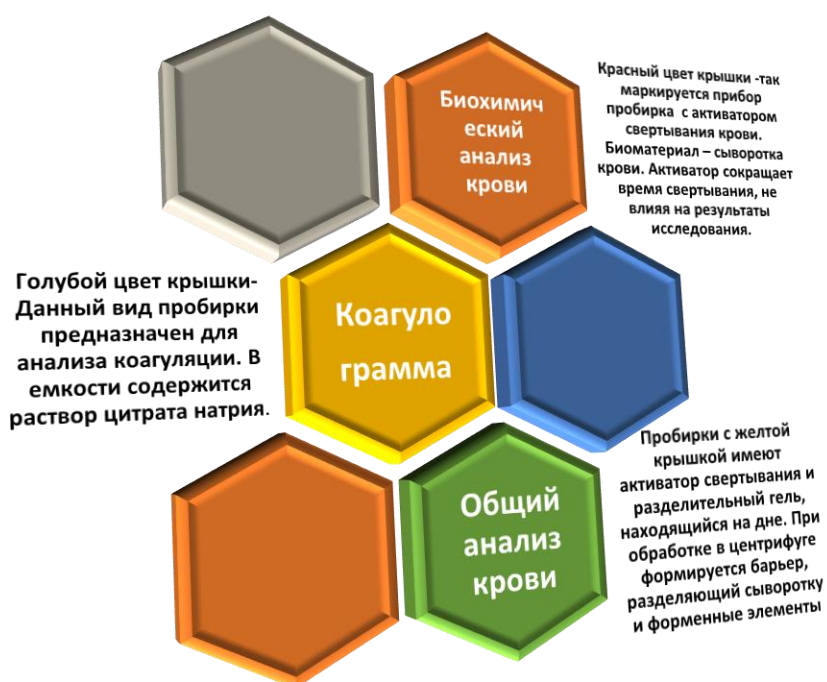 Биохимич
еский
анализ
крови
Красный цвет крышки -так
маркируется прибор
пробирка с активатором
свертывания крови.
Биоматериал – сыворотка
крови. Активатор сокращает
время свертывания, не
влияя на результаты
исследования.
Голубой цвет крышки-
Данный вид пробирки
предназначен для
анализа коагуляции. В
емкости содержится
раствор цитрата натрия.
Коагуло
грамма
Общий
анализ
крови
Пробирки с желтой
крышкой имеют
активатор свертывания и
разделительный гель,
находящийся на дне. При
обработке в центрифуге
формируется барьер,
разделяющий сыворотку
и форменные элементы